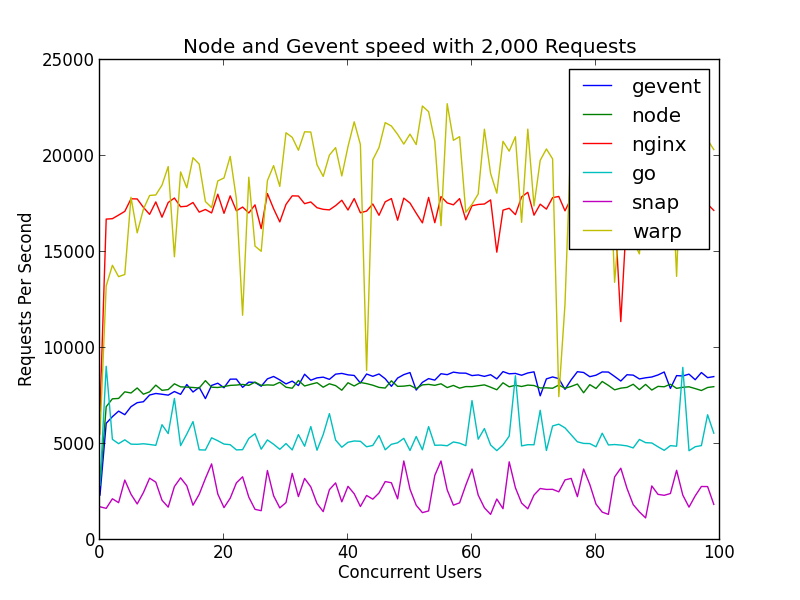 Node and Gevent speed with 2,000 Requests
25000
20000
15000
10000
5000
0
Requests Per Second
gevent
node
nginx
go
snap
warp
0 20 40 60 80 100
Concurrent Users